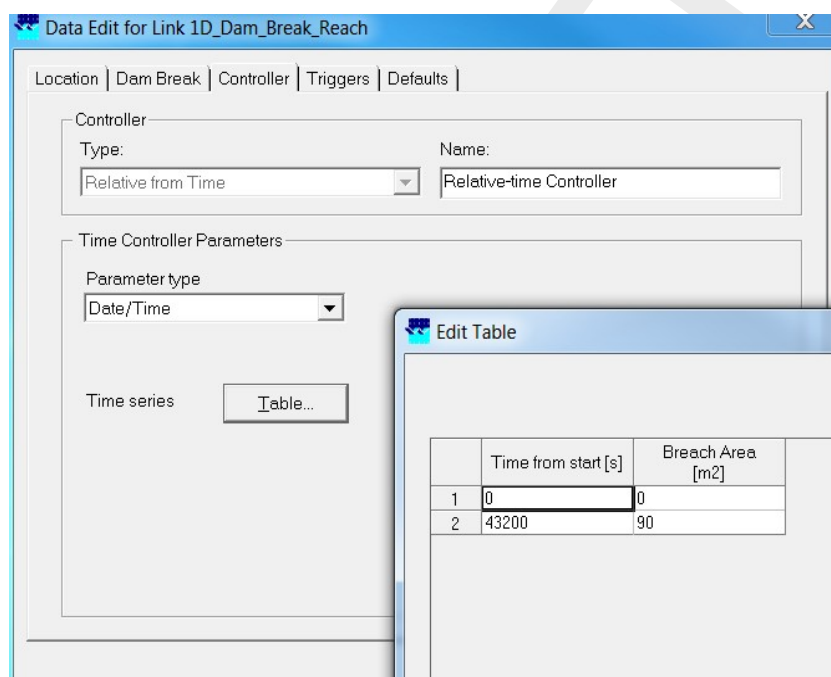 Data Edit for Link 1D_Dam_Break_Reach
X
Location | Dam Break | Controller | Triggers | Defaults |
Controller
Type: Name:
Relative from Time Relative-time Controller
Time Controller Parameters
Parameter type
Date/Time
Edit Table
Time series Table...
Time from start [s] Breach Area [m2]
1 0 0
2 43200 90